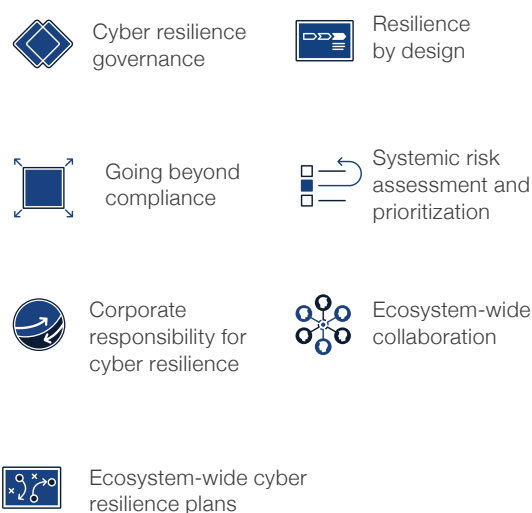 Cyber resilience
governance
Resilience
by design
Going beyond
compliance
Systemic risk
assessment and
prioritization
Corporate
responsibility for
cyber resilience
Ecosystem-wide
collaboration
Ecosystem-wide cyber
resilience plans